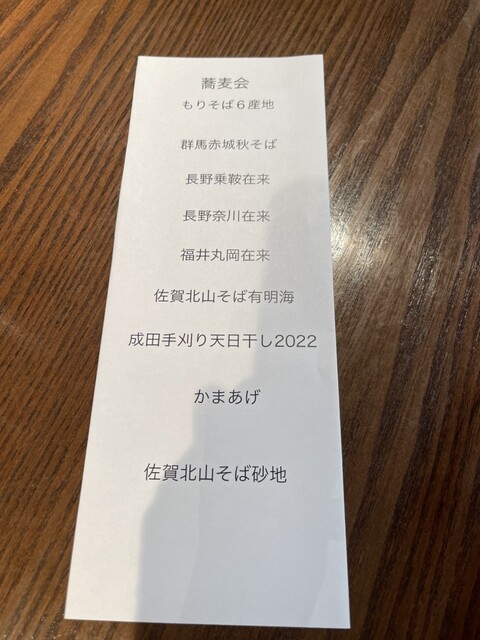 蕎麦会
もりそば６産地
群馬赤城秋そば
長野乗鞍在来
長野奈川在来
福井丸岡在来
佐賀北山そば有明海
成田手刈り天日干し2022
かまあげ
佐賀北山そば砂地